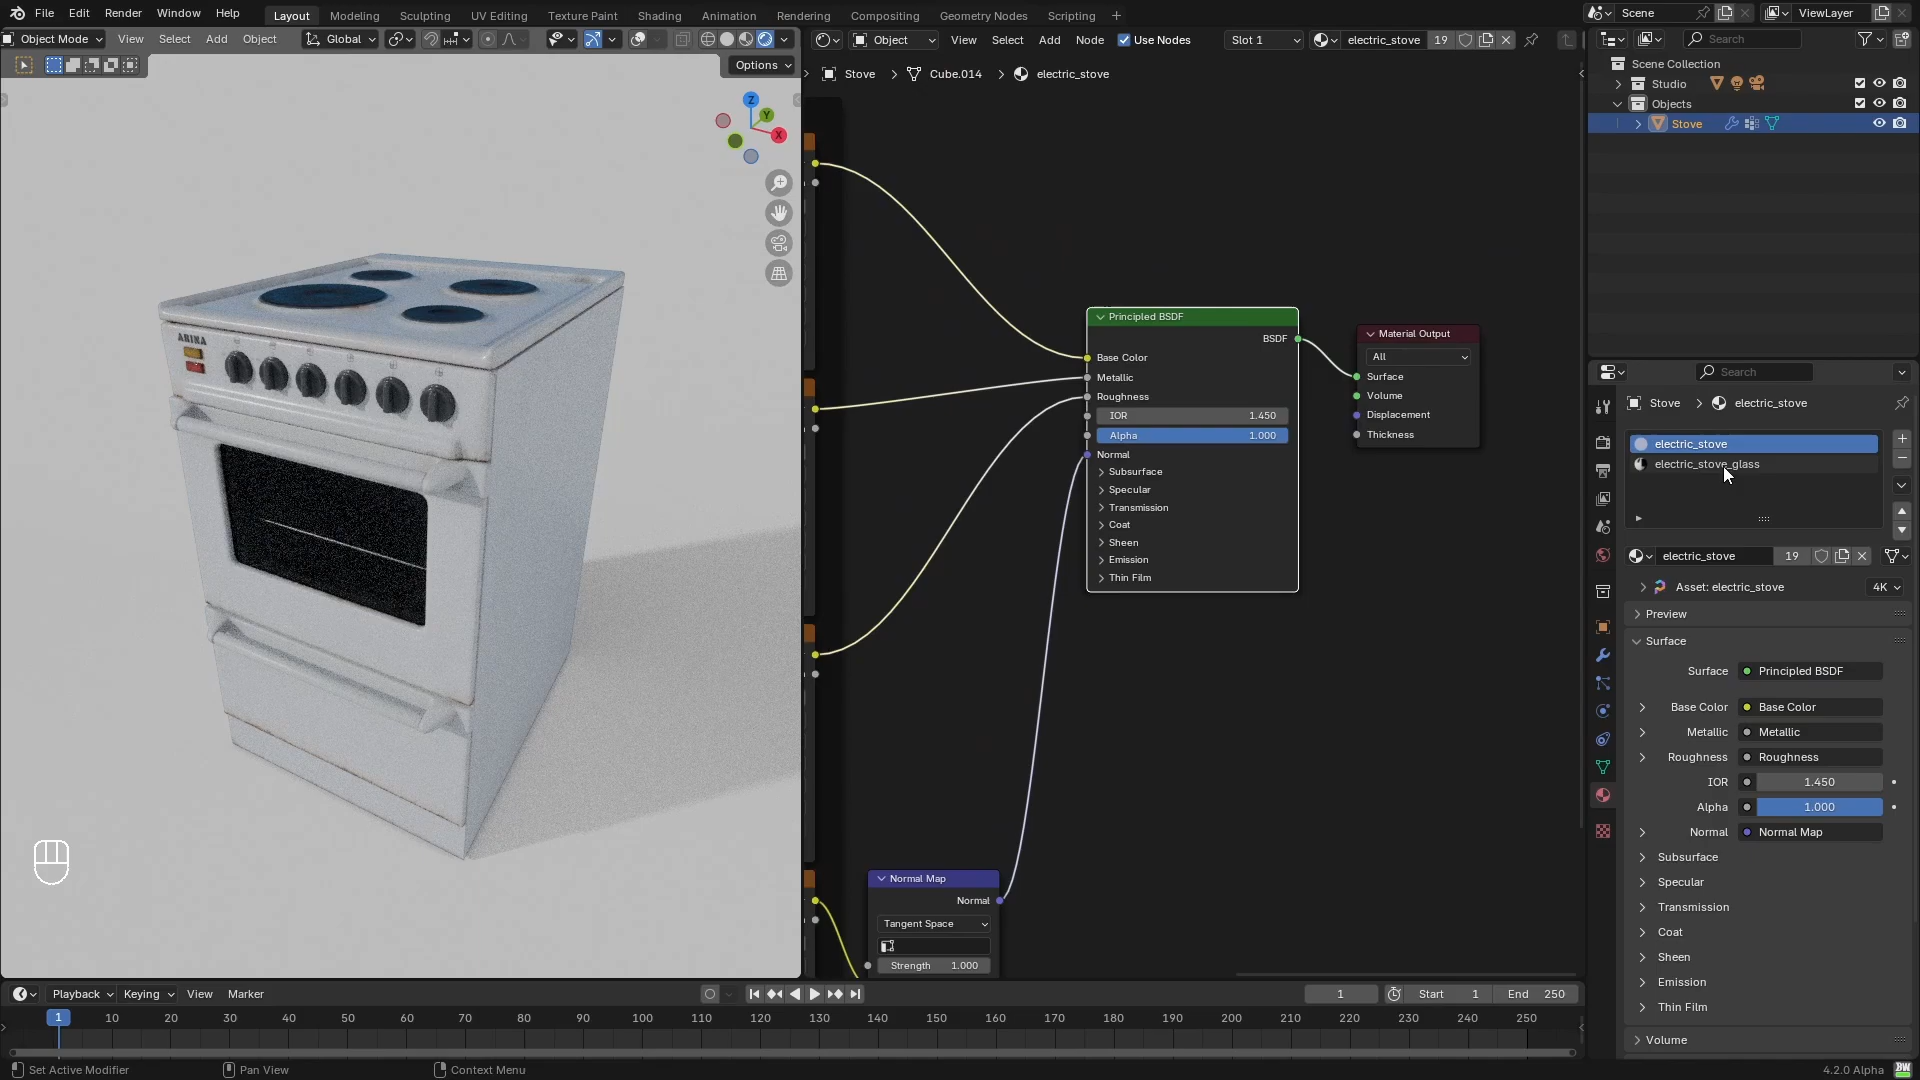 File Edit Render Window Help
Layout Modeling Sculpting UV Editing Texture Paint Shading Animation Rendering Compositing Geometry Nodes Scripting +
Scene
ViewLayer
Object Mode View Select Add Object Global
Object View Select Add Node Use Nodes Slot 1 electric_stove 19
Search
Options
Stove > Cube.014 > electric_stove
Scene Collection
Studio
Objects
Stove
Z
Y
X
Principled BSDF
BSDF
Base Color
Metallic
Roughness
IOR 1.450
Alpha 1.000
Normal
Subsurface
Specular
Transmission
Coat
Sheen
Emission
Thin Film
Material Output
All
Surface
Volume
Displacement
Thickness
Normal Map
Normal
Tangent Space
Strength 1.000
Search
Stove > electric_stove
electric_stove
electric_stove_glass
electric_stove 19
Asset: electric_stove 4K
Preview
Surface
Surface Principled BSDF
Base Color Base Color
Metallic Metallic
Roughness Roughness
IOR 1.450
Alpha 1.000
Normal Normal Map
Subsurface
Specular
Transmission
Coat
Sheen
Emission
Thin Film
Volume
Playback Keying View Marker
1 Start 1 End 250
1 10 20 30 40 50 60 70 80 90 100 110 120 130 140 150 160 170 180 190 200 210 220 230 240 250
Set Active Modifier Pan View Context Menu
4.2.0 Alpha BW